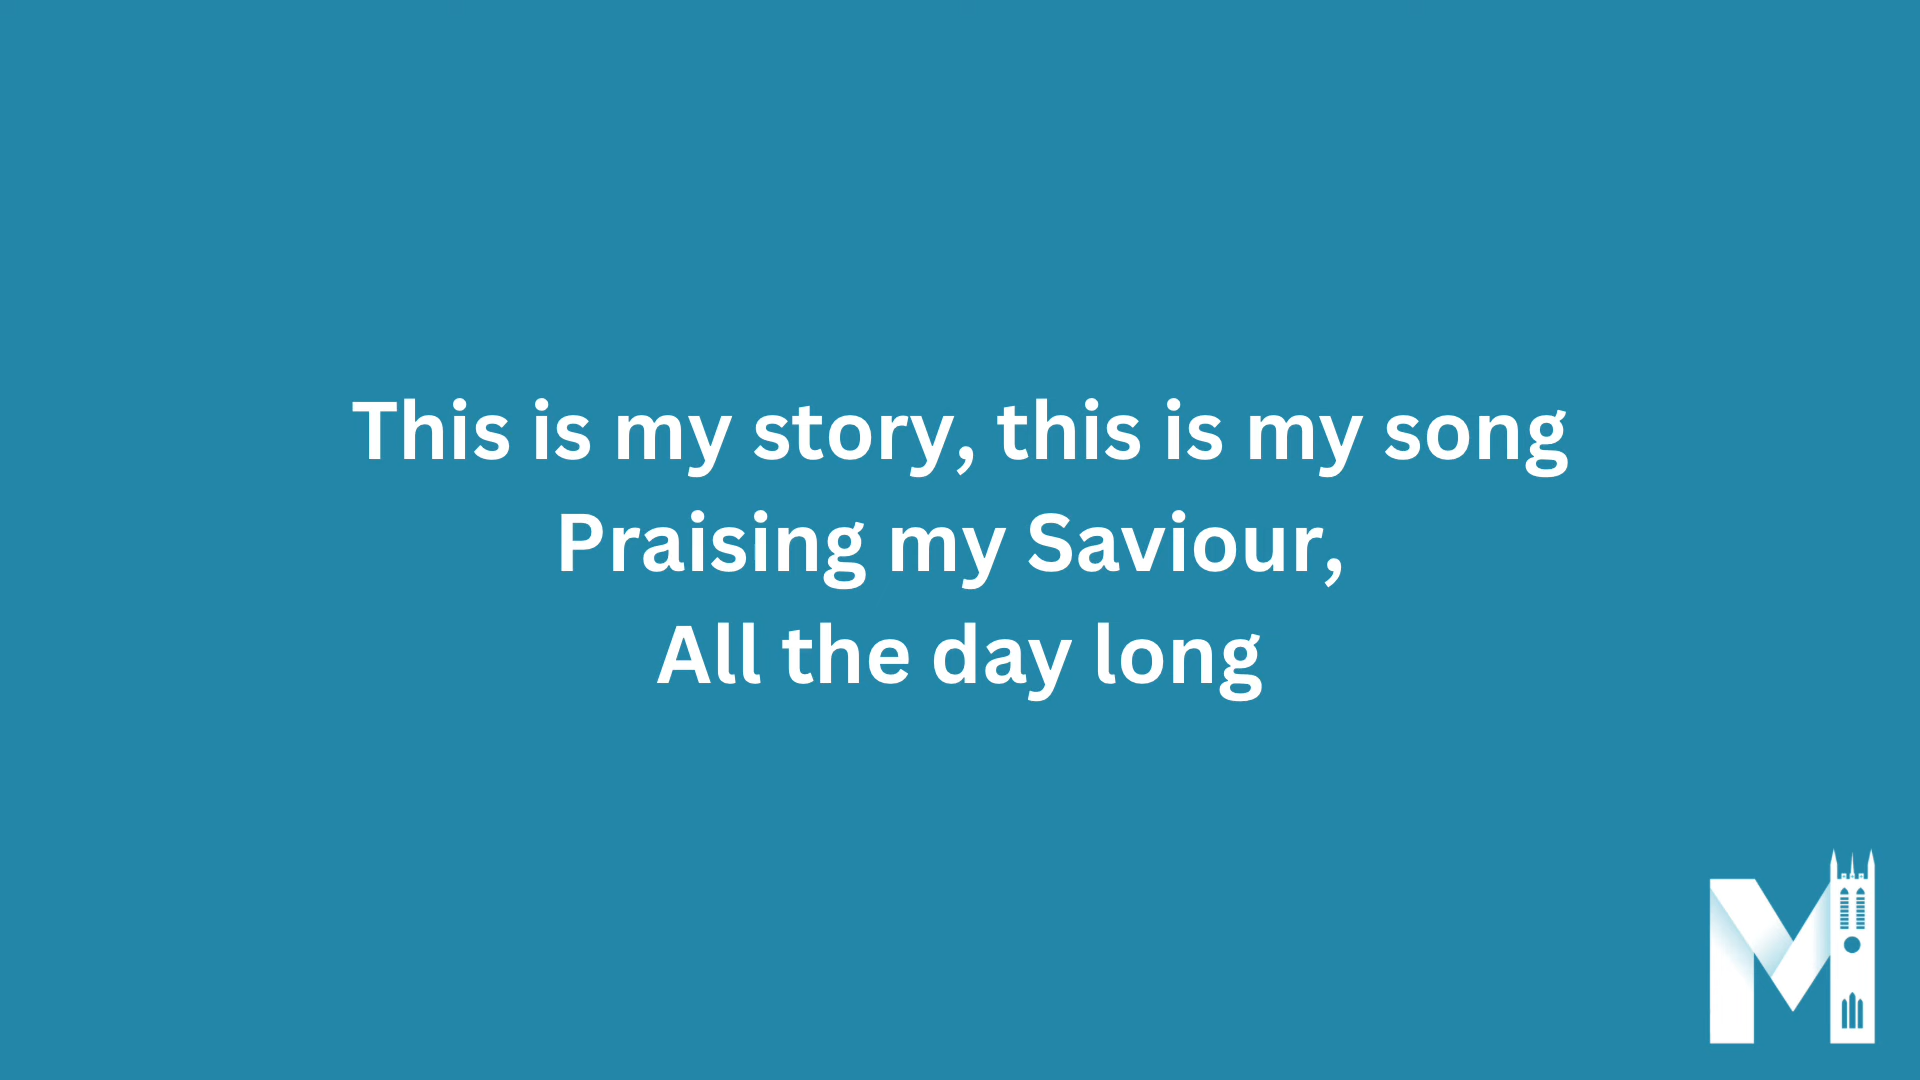 This is my story, this is my song
Praising my Saviour,
All the day long
M